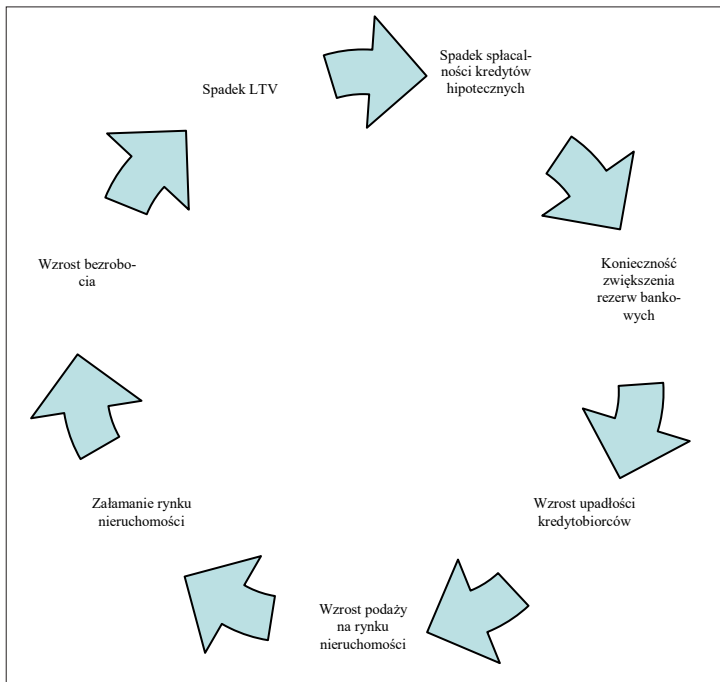 Spadek LTV
Spadek spłacal-
ności kredytów
hipotecznych
Konieczność
zwiększenia
rezerw banko-
wych
Wzrost upadłości
kredytobiorców
Wzrost podaży
na rynku
nieruchomości
Załamanie rynku
nieruchomości
Wzrost bezrobo-
cia